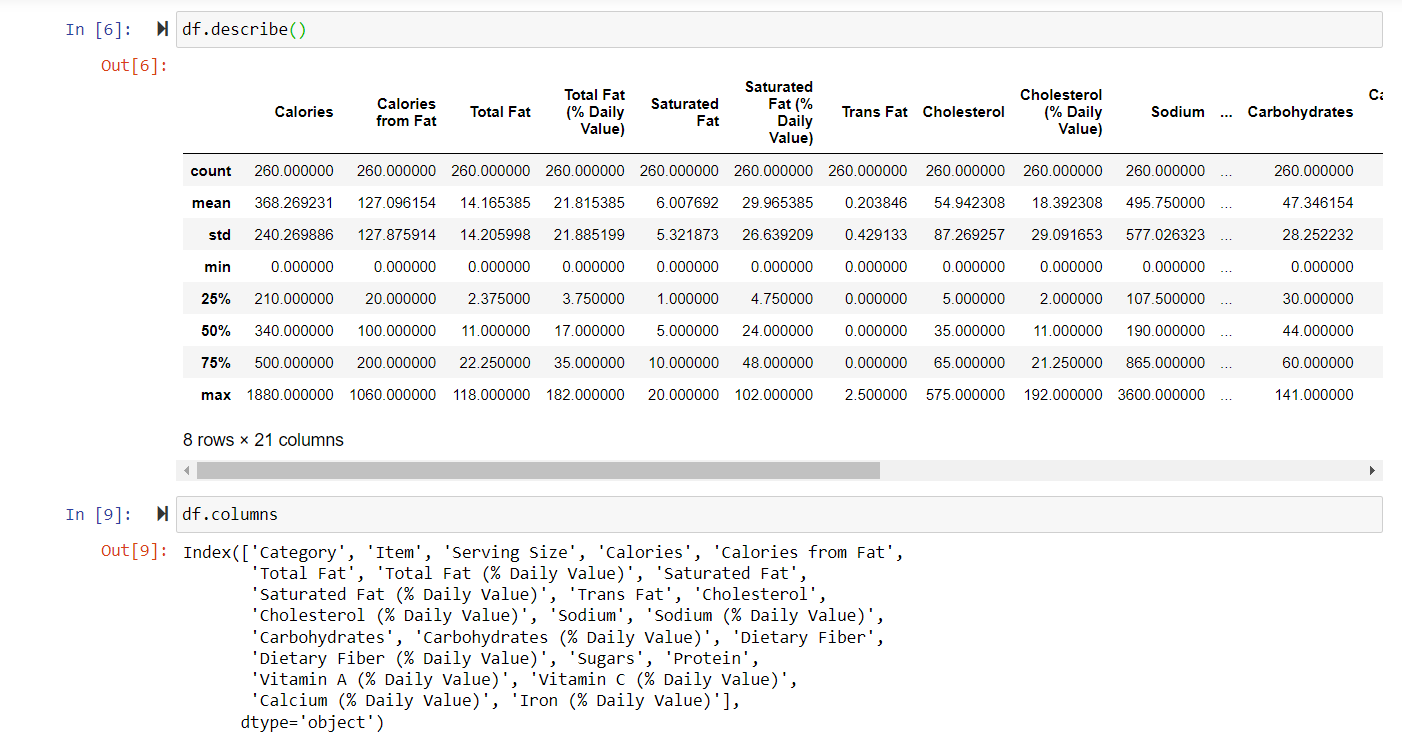 In [6]: df.describe()
Out[6]:
Calories Calories from Fat Total Fat Total Fat (% Daily Value) Saturated Fat Saturated Fat (% Daily Value) Trans Fat Cholesterol Cholesterol (% Daily Value) Sodium ... Carbohydrates Ca
count 260.000000 260.000000 260.000000 260.000000 260.000000 260.000000 260.000000 260.000000 260.000000 260.000000 ... 260.000000
mean 368.269231 127.096154 14.165385 21.815385 6.007692 29.965385 0.203846 54.942308 18.392308 495.750000 ... 47.346154
std 240.269886 127.875914 14.205998 21.885199 5.321873 26.639209 0.429133 87.269257 29.091653 577.026323 ... 28.252232
min 0.000000 0.000000 0.000000 0.000000 0.000000 0.000000 0.000000 0.000000 0.000000 0.000000 ... 0.000000
25% 210.000000 20.000000 2.375000 3.750000 1.000000 4.750000 0.000000 5.000000 2.000000 107.500000 ... 30.000000
50% 340.000000 100.000000 11.000000 17.000000 5.000000 24.000000 0.000000 35.000000 11.000000 190.000000 ... 44.000000
75% 500.000000 200.000000 22.250000 35.000000 10.000000 48.000000 0.000000 65.000000 21.250000 865.000000 ... 60.000000
max 1880.000000 1060.000000 118.000000 182.000000 20.000000 102.000000 2.500000 575.000000 192.000000 3600.000000 ... 141.000000
8 rows × 21 columns
In [9]: df.columns
Out[9]: Index(['Category', 'Item', 'Serving Size', 'Calories', 'Calories from Fat',
'Total Fat', 'Total Fat (% Daily Value)', 'Saturated Fat',
'Saturated Fat (% Daily Value)', 'Trans Fat', 'Cholesterol',
'Cholesterol (% Daily Value)', 'Sodium', 'Sodium (% Daily Value)',
'Carbohydrates', 'Carbohydrates (% Daily Value)', 'Dietary Fiber',
'Dietary Fiber (% Daily Value)', 'Sugars', 'Protein',
'Vitamin A (% Daily Value)', 'Vitamin C (% Daily Value)',
'Calcium (% Daily Value)', 'Iron (% Daily Value)'],
dtype='object')